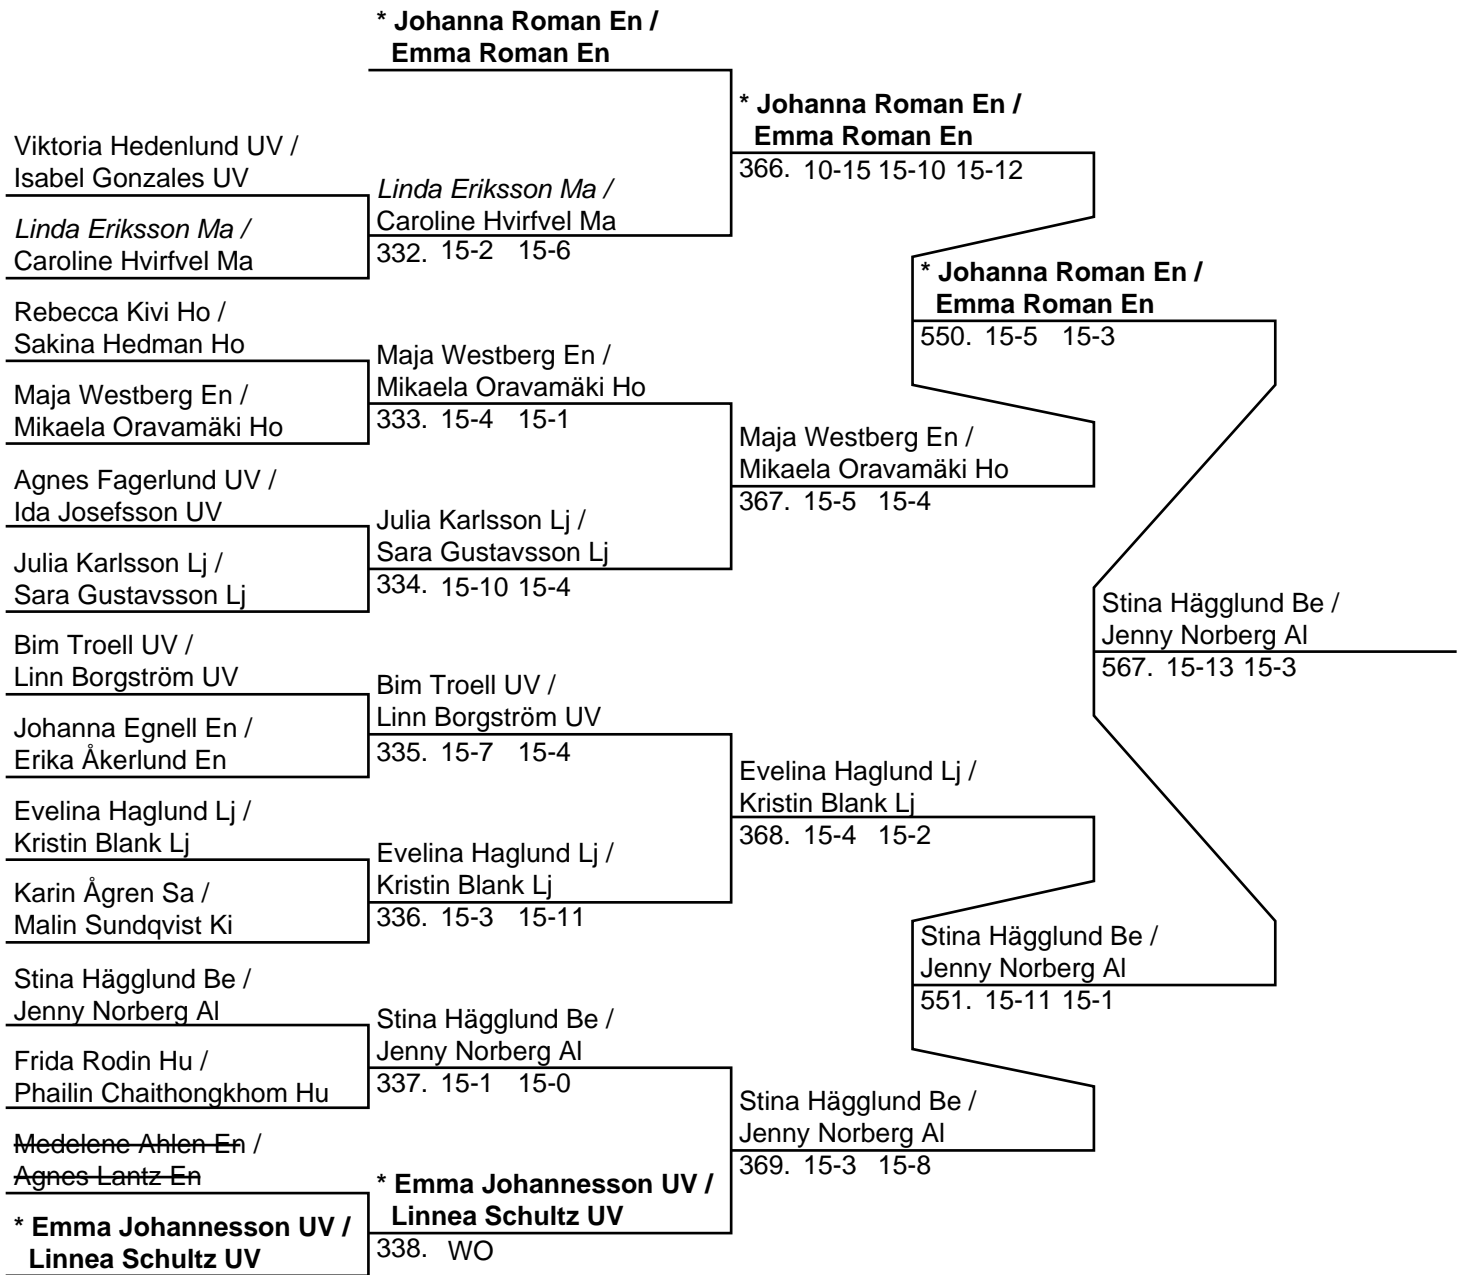 * Johanna Roman En /
Emma Roman En
Viktoria Hedenlund UV /
Isabel Gonzales UV
Linda Eriksson Ma /
Caroline Hvirfvel Ma
Rebecca Kivi Ho /
Sakina Hedman Ho
Maja Westberg En /
Mikaela Oravamäki Ho
Agnes Fagerlund UV /
Ida Josefsson UV
Julia Karlsson Lj /
Sara Gustavsson Lj
Bim Troell UV /
Linn Borgström UV
Johanna Egnell En /
Erika Åkerlund En
Evelina Haglund Lj /
Kristin Blank Lj
Karin Ågren Sa /
Malin Sundqvist Ki
Stina Hägglund Be /
Jenny Norberg Al
Frida Rodin Hu /
Phailin Chaithongkhom Hu
Medelene Ahlen En /
Agnes Lantz En
* Emma Johannesson UV /
Linnea Schultz UV
Linda Eriksson Ma /
Caroline Hvirfvel Ma
332. 15-2 15-6
Maja Westberg En /
Mikaela Oravamäki Ho
333. 15-4 15-1
Julia Karlsson Lj /
Sara Gustavsson Lj
334. 15-10 15-4
Bim Troell UV /
Linn Borgström UV
335. 15-7 15-4
Evelina Haglund Lj /
Kristin Blank Lj
336. 15-3 15-11
Stina Hägglund Be /
Jenny Norberg Al
337. 15-1 15-0
* Emma Johannesson UV /
Linnea Schultz UV
338. WO
* Johanna Roman En /
Emma Roman En
366. 10-15 15-10 15-12
Maja Westberg En /
Mikaela Oravamäki Ho
367. 15-5 15-4
Evelina Haglund Lj /
Kristin Blank Lj
368. 15-4 15-2
Stina Hägglund Be /
Jenny Norberg Al
369. 15-3 15-8
* Johanna Roman En /
Emma Roman En
550. 15-5 15-3
Stina Hägglund Be /
Jenny Norberg Al
551. 15-11 15-1
Stina Hägglund Be /
Jenny Norberg Al
567. 15-13 15-3